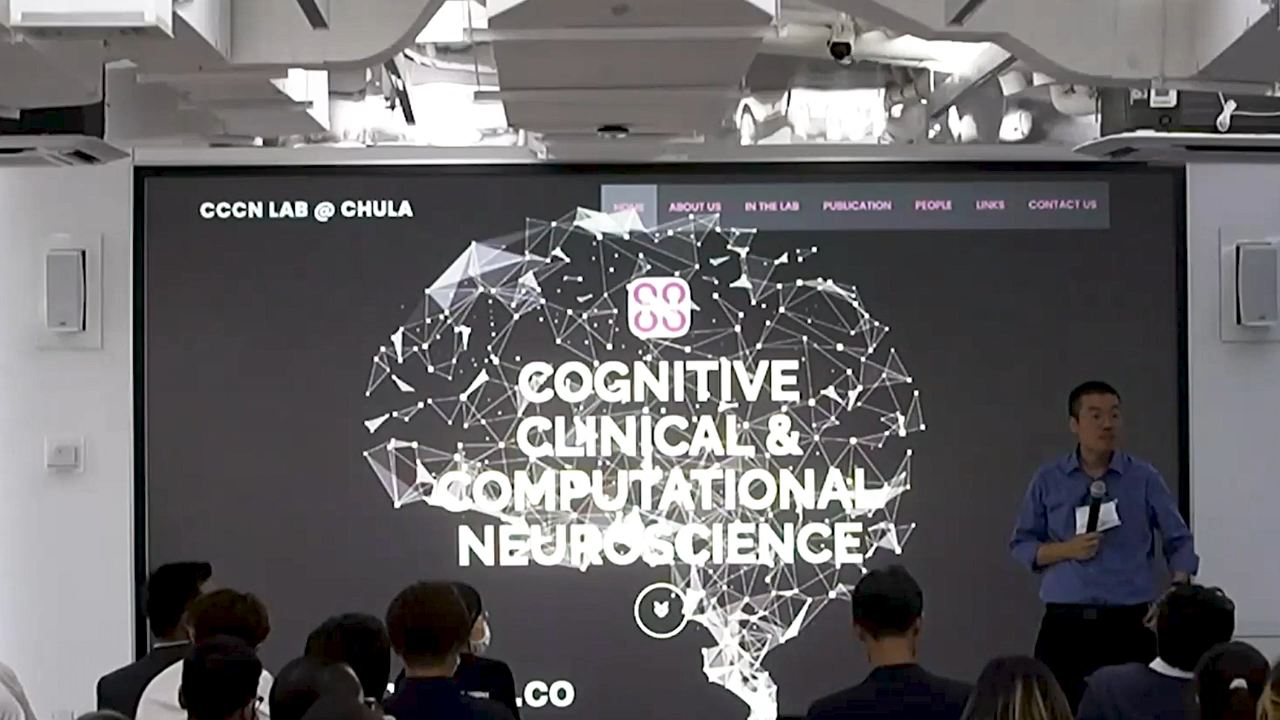 CCCN LAB @ CHULA
HOME ABOUT US IN THE LAB PUBLICATION PEOPLE LINKS CONTACT US
COGNITIVE
CLINICAL &
COMPUTATIONAL
NEUROSCIENCE
.CO